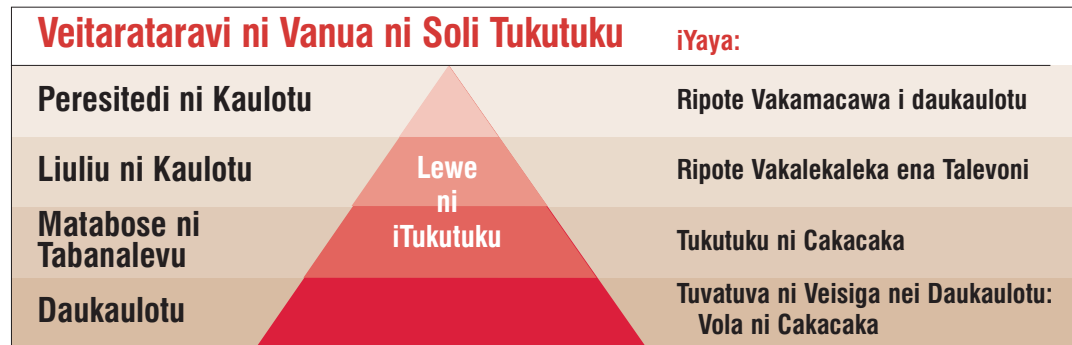 Veitarataravi ni Vanua ni Soli Tukutuku
iYaya:
Peresitedi ni Kaulotu
Ripote Vakamacawa i daukaulotu
Liuliu ni Kaulotu
Ripote Vakalekaleka ena Talevoni
Matabose ni
Tabanalevu
Tukutuku ni Cakacaka
Daukaulotu
Tuvatuva ni Veisiga nei Daukaulotu:
Vola ni Cakacaka
Lewe
ni
iTukutuku